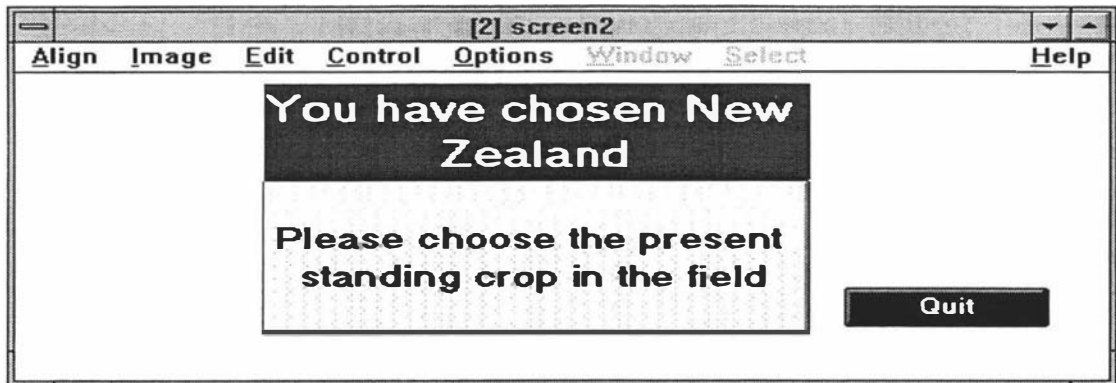 [2] screen2
Align Image Edit Control Options Window Select Help
You have chosen New
Zealand
Please choose the present
standing crop in the field
Quit